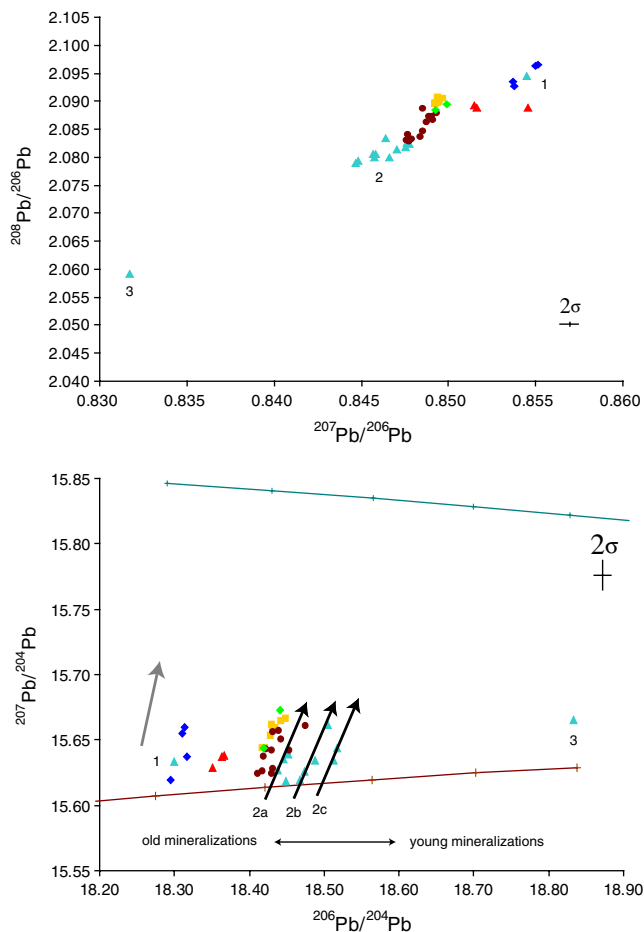 2.105
2.100
2.095
2.090
2.085
2.080
2.075
2.070
2.065
2.060
2.055
2.050
2.045
2.040
208Pb/206Pb
1
2
3
2σ
0.830 0.835 0.840 0.845 0.850 0.855 0.860
207Pb/206Pb
15.85
15.80
15.75
15.70
15.65
15.60
15.55
207Pb/204Pb
2σ
1
3
2a 2b 2c
old mineralizations young mineralizations
18.20 18.30 18.40 18.50 18.60 18.70 18.80 18.90
206Pb/204Pb